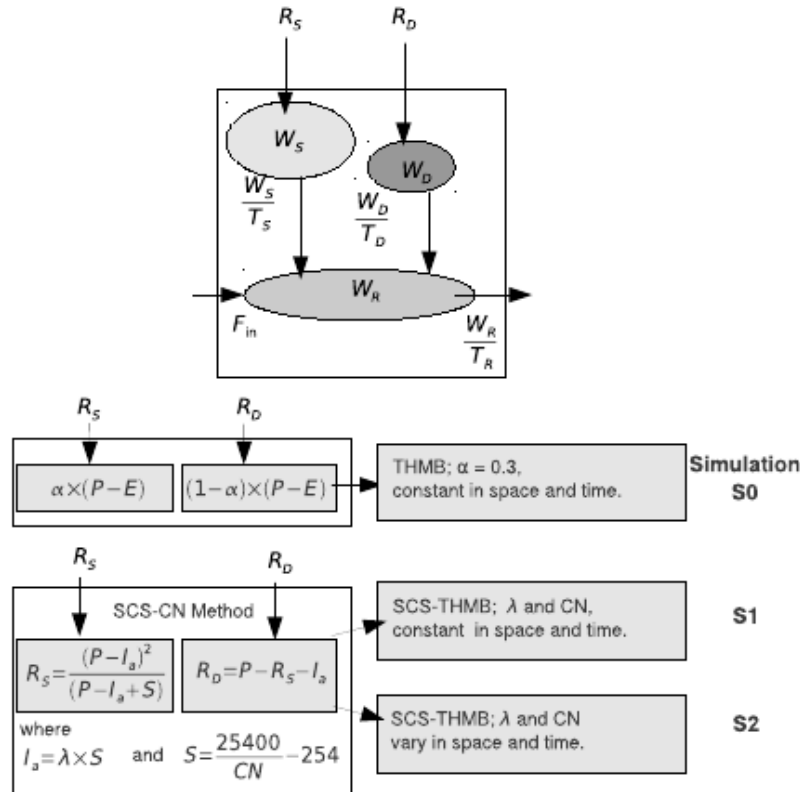 R_S R_D
W_S W_D
W_S/T_S W_D/T_D
W_R
F_in W_R/T_R
R_S R_D
α×(P−E) (1−α)×(P−E)
THMB; α = 0.3,
constant in space and time.
Simulation
S0
R_S R_D
SCS-CN Method
R_S=(P−I_a)²/(P−I_a+S) R_D=P−R_S−I_a
where
I_a=λ×S and S=25400/CN−254
SCS-THMB; λ and CN,
constant in space and time.
S1
SCS-THMB; λ and CN
vary in space and time.
S2